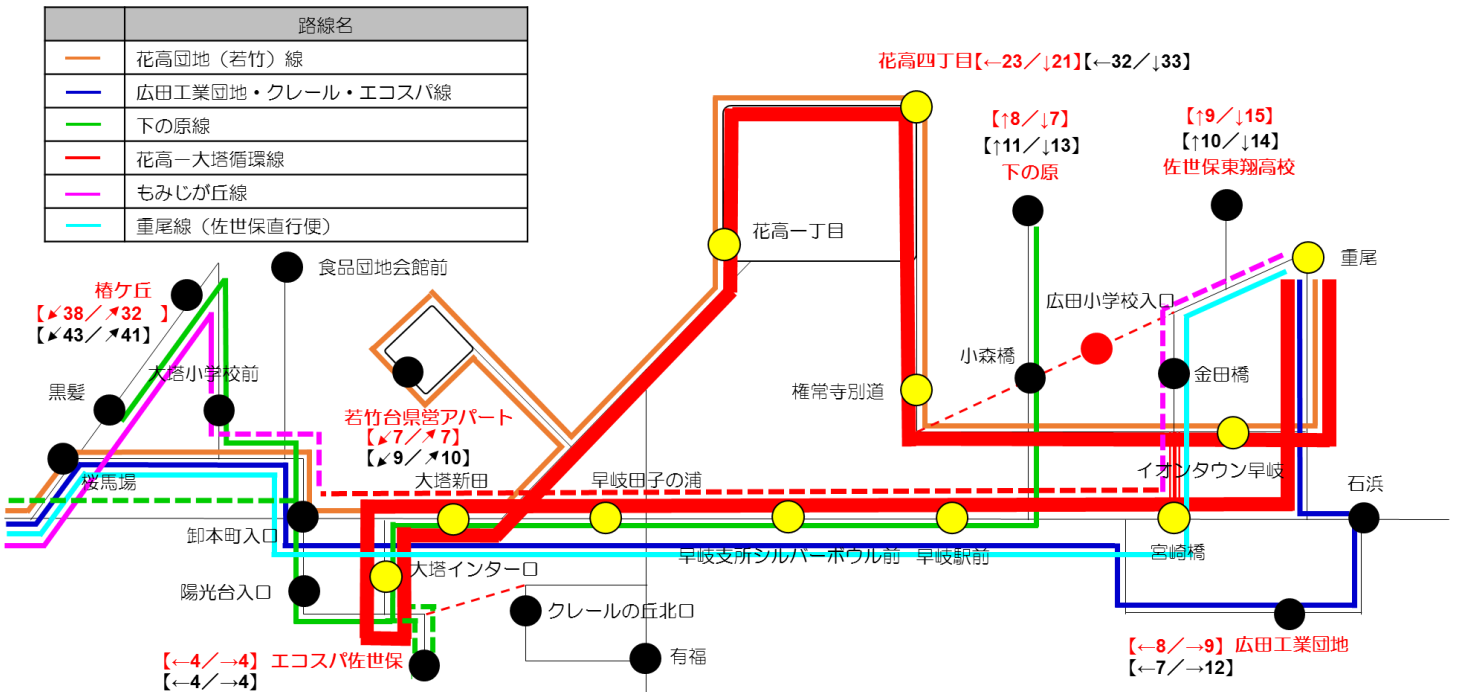 路線名
花高団地（若竹）線
広田工業団地・クレール・エコスパ線
下の原線
花高ー大塔循環線
もみじが丘線
重尾線（佐世保直行便）
花高四丁目【←23／↓21】【←32／↓33】
【↑8／↓7】
【↑11／↓13】
下の原
【↑9／↓15】
【↑10／↓14】
佐世保東翔高校
花高一丁目
重尾
食品団地会館前
椿ケ丘
【↙38／↗32　】
【↙43／↗41】
広田小学校入口
小森橋
金田橋
黒髪
大塔小学校前
権常寺別道
若竹台県営アパート
【↙7／↗7】
【↙9／↗10】
桜馬場
大塔新田
早岐田子の浦
イオンタウン早岐
石浜
卸本町入口
早岐支所シルバーボウル前
早岐駅前
宮崎橋
大塔インター口
陽光台入口
クレールの丘北口
有福
【←4／→4】エコスパ佐世保
【←4／→4】
【←8／→9】広田工業団地
【←7／→12】